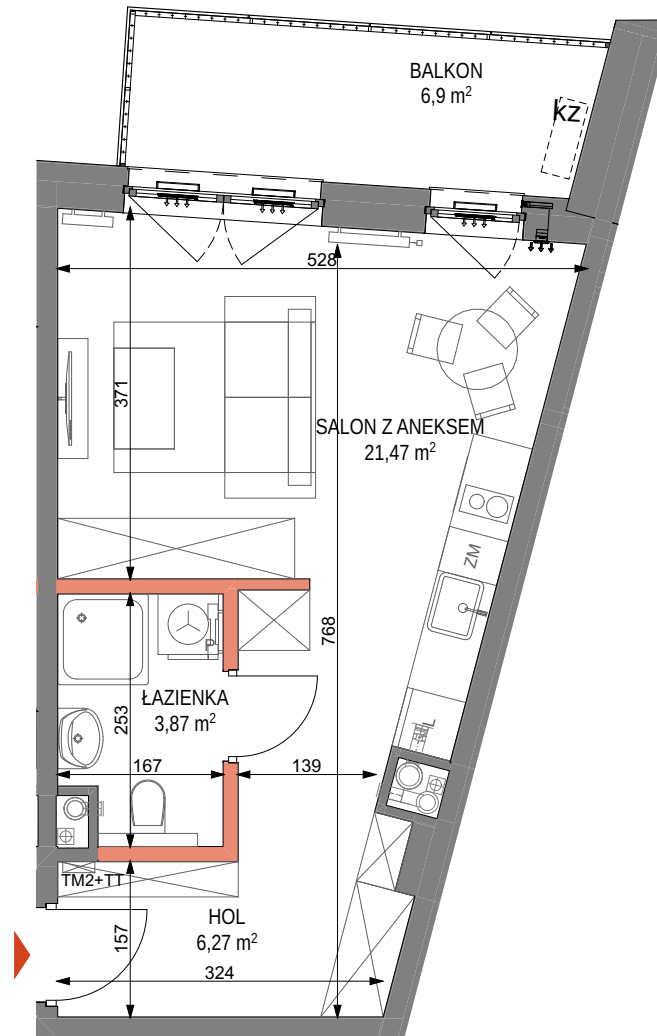 BALKON
6,9 m²
kz
528
371
SALON Z ANEKSEM
21,47 m²
ZM
768
P
ŁAZIENKA
3,87 m²
253
167
139
TM2+TT
HOL
6,27 m²
157
324